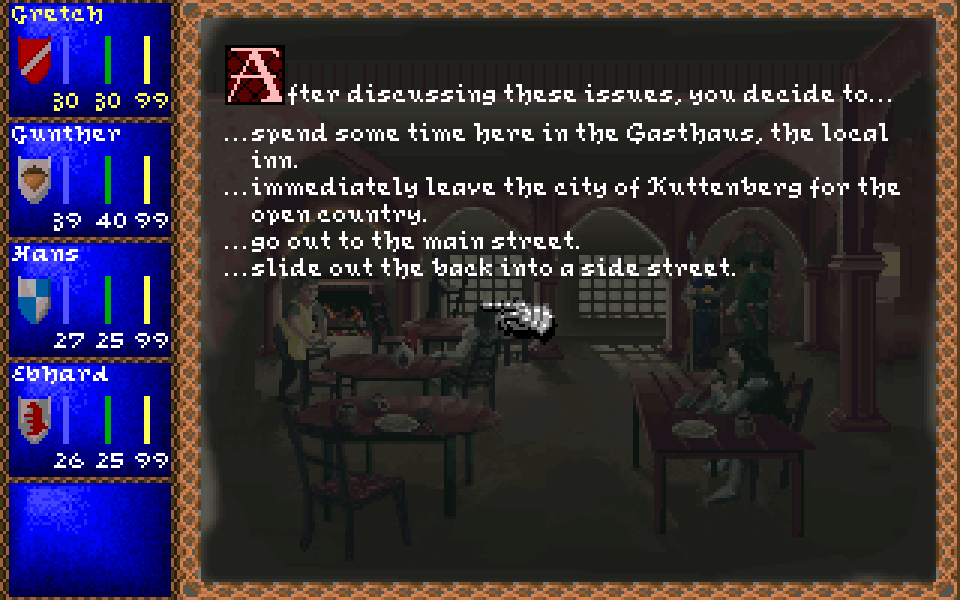 Gretch
30 30 99
Gunther
39 40 99
Hans
27 25 99
Ebhard
26 25 99
After discussing these issues, you decide to...
...spend some time here in the Gasthaus, the local
inn.
...immediately leave the city of Kuttenberg for the
open country.
...go out to the main street.
...slide out the back into a side street.